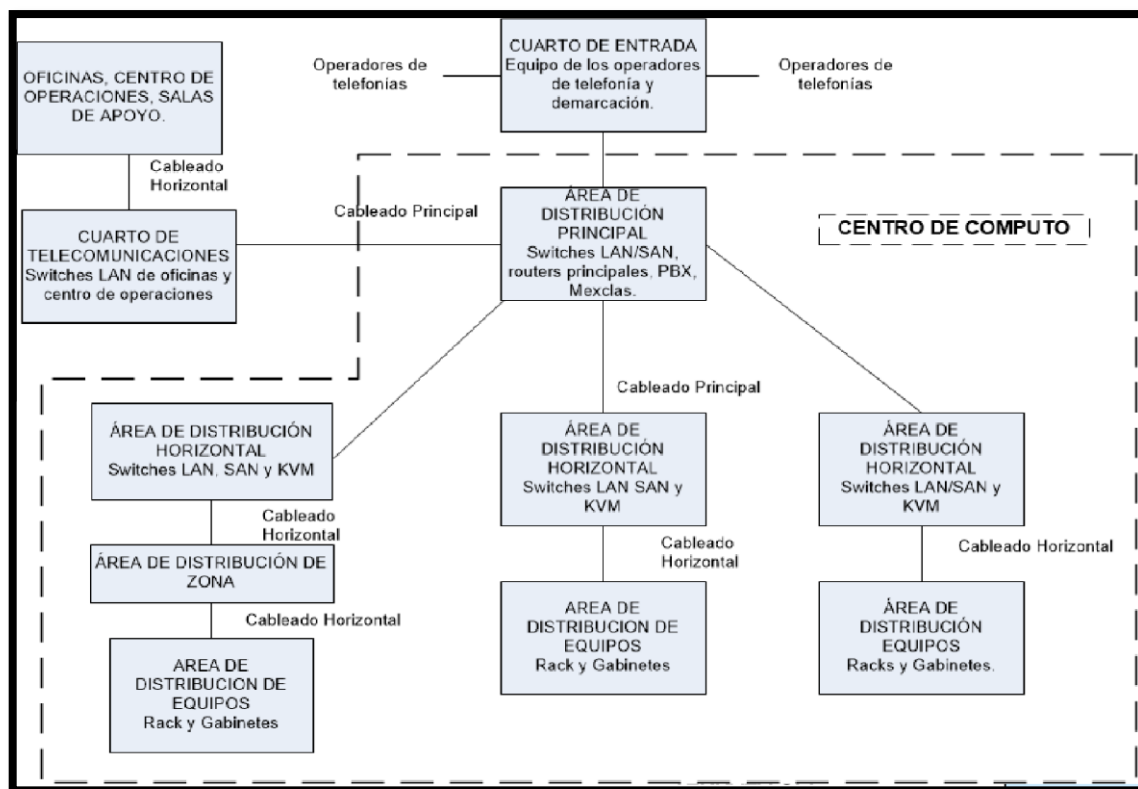 OFICINAS, CENTRO DE
OPERACIONES, SALAS
DE APOYO.
Operadores de
telefonías
CUARTO DE ENTRADA
Equipo de los operadores
de telefonía y
demarcación.
Operadores de
telefonías
Cableado
Horizontal
CUARTO DE
TELECOMUNICACIONES
Switches LAN de oficinas y
centro de operaciones
Cableado Principal
ÁREA DE
DISTRIBUCIÓN
PRINCIPAL
Switches LAN/SAN,
routers principales, PBX,
Mexclas.
CENTRO DE COMPUTO
Cableado Principal
ÁREA DE DISTRIBUCIÓN
HORIZONTAL
Switches LAN, SAN y KVM
ÁREA DE
DISTRIBUCIÓN
HORIZONTAL
Switches LAN SAN y
KVM
ÁREA DE
DISTRIBUCIÓN
HORIZONTAL
Switches LAN/SAN y
KVM
Cableado
Horizontal
Cableado
Horizontal
Cableado Horizontal
ÁREA DE DISTRIBUCIÓN DE
ZONA
Cableado Horizontal
AREA DE
DISTRIBUCION DE
EQUIPOS
Rack y Gabinetes
AREA DE
DISTRIBUCION DE
EQUIPOS
Rack y Gabinetes
ÁREA DE
DISTRIBUCIÓN
EQUIPOS
Racks y Gabinetes.